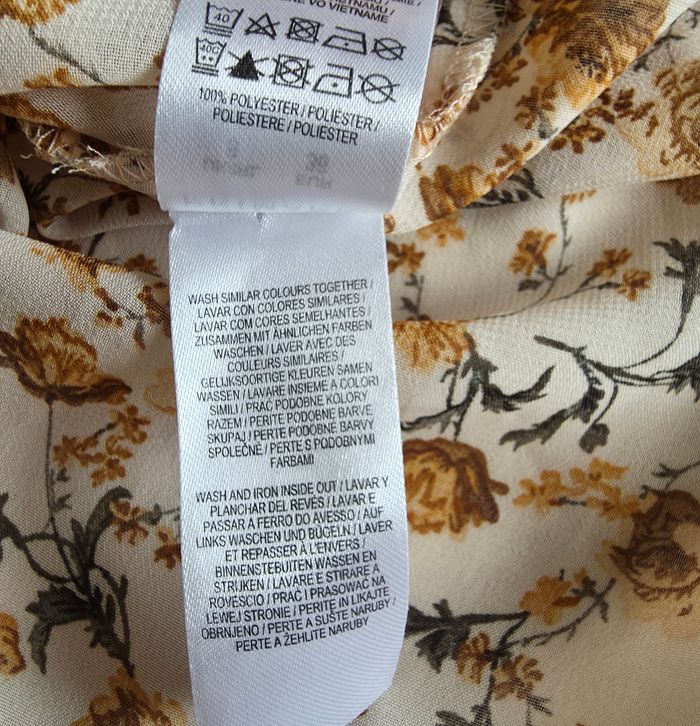 NE VO VIETNAME
40
40C
100% POLYESTER / POLIÉSTER /
POLIESTERE / POLIESTER
WASH SIMILAR COLOURS TOGETHER /
LAVAR CON COLORES SIMILARES /
LAVAR COM CORES SEMELHANTES /
ZUSAMMEN MIT ÄHNLICHEN FARBEN
WASCHEN / LAVER AVEC DES
COULEURS SIMILAIRES /
GELIJKSOORTIGE KLEUREN SAMEN
WASSEN / LAVARE INSIEME A COLORI
SIMILI / PRAĆ PODOBNE KOLORY
RAZEM / PERITE PODOBNE BARVE
SKUPAJ / PERTE PODOBNÉ BARVY
SPOLEČNĚ / PERTE S PODOBNÝMI
FARBAMI
WASH AND IRON INSIDE OUT / LAVAR Y
PLANCHAR DEL REVÉS / LAVAR E
PASSAR A FERRO DO AVESSO / AUF
LINKS WASCHEN UND BÜGELN / LAVER
ET REPASSER À L'ENVERS /
BINNENSTEBUITEN WASSEN EN
STRIJKEN / LAVARE E STIRARE A
ROVESCIO / PRAĆ I PRASOWAĆ NA
LEWEJ STRONIE / PERITE IN LIKAJTE
OBRNJENO / PERTE A SUŠTE NARUBY /
PERTE A ŽEHLITE NARUBY